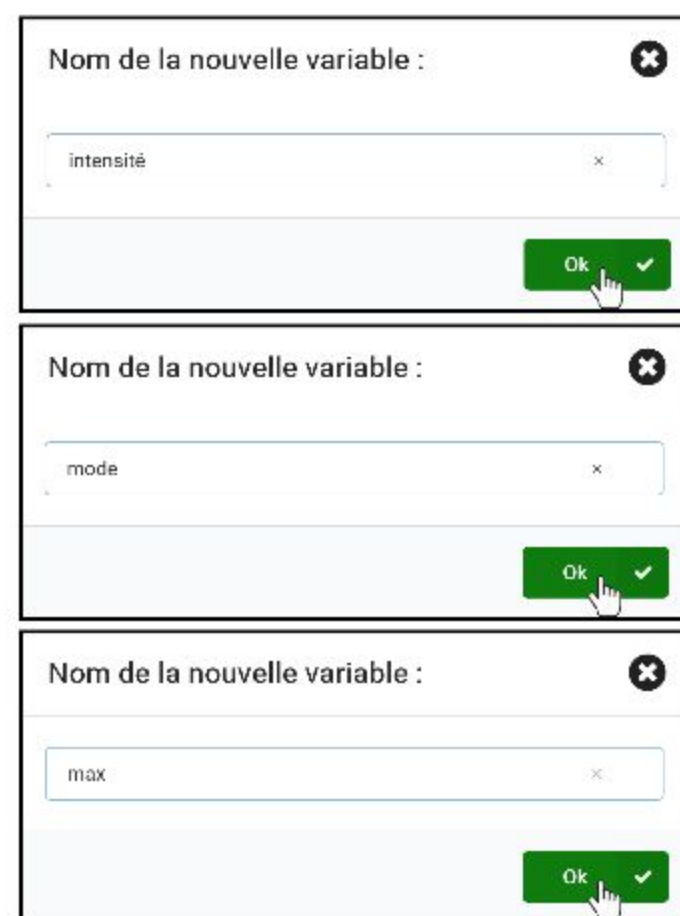 Nom de la nouvelle variable :
intensité
Ok
Nom de la nouvelle variable :
mode
Ok
Nom de la nouvelle variable :
max
Ok